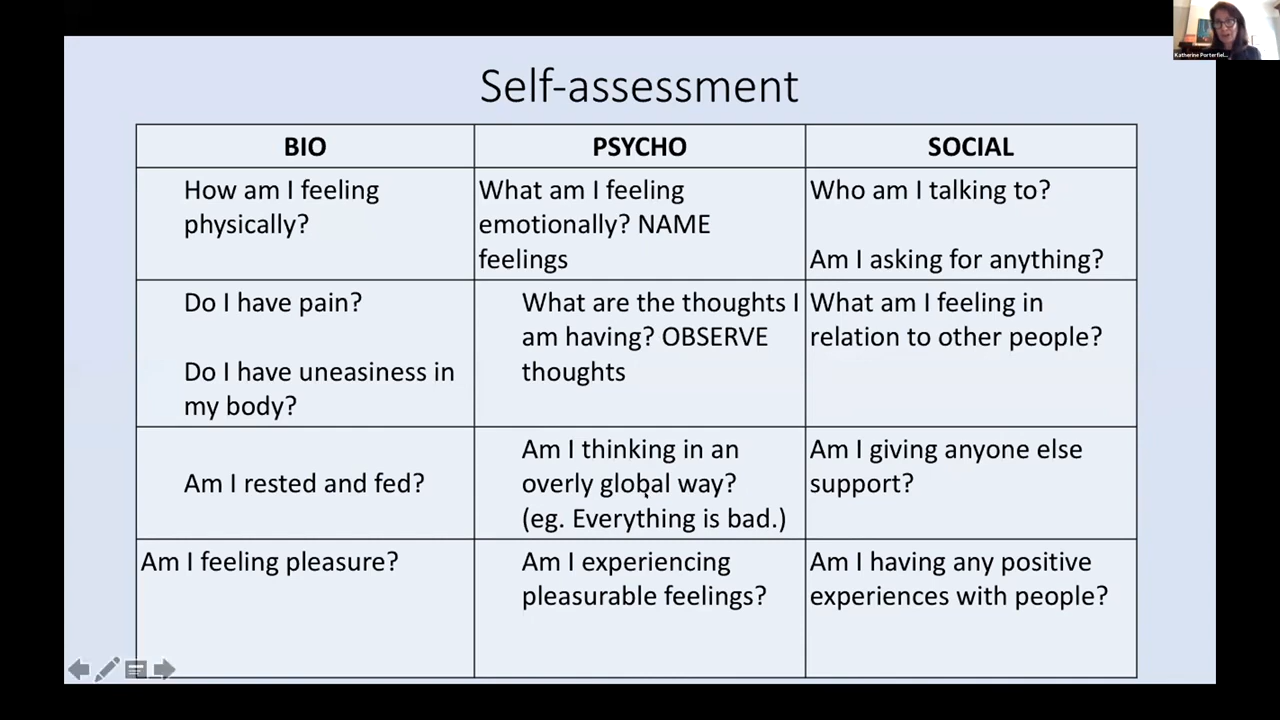 Katherine Porterfiel...
Self-assessment
BIO
PSYCHO
SOCIAL
How am I feeling
physically?
What am I feeling
emotionally? NAME
feelings
Who am I talking to?
Am I asking for anything?
Do I have pain?
Do I have uneasiness in
my body?
What are the thoughts I
am having? OBSERVE
thoughts
What am I feeling in
relation to other people?
Am I rested and fed?
Am I thinking in an
overly global way?
(eg. Everything is bad.)
Am I giving anyone else
support?
Am I feeling pleasure?
Am I experiencing
pleasurable feelings?
Am I having any positive
experiences with people?